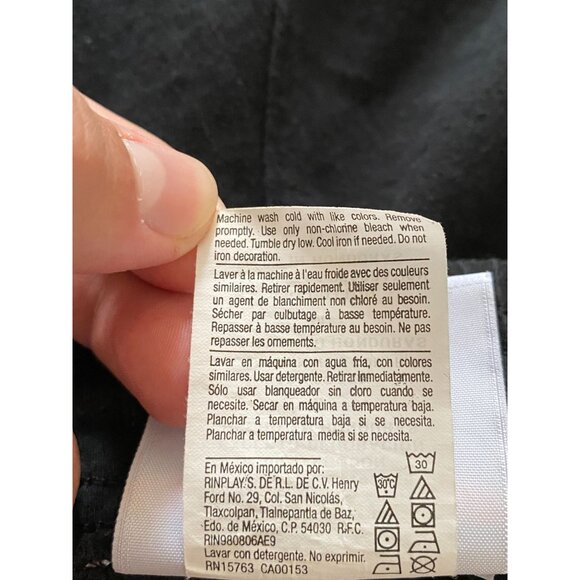 Machine wash cold with like colors. Remove
promptly. Use only non-chlorine bleach when
needed. Tumble dry low. Cool iron if needed. Do not
iron decoration.
Laver à la machine à l'eau froide avec des couleurs
similaires. Retirer rapidement. Utiliser seulement
un agent de blanchiment non chloré au besoin.
Sécher par culbutage à basse température.
Repasser à basse température au besoin. Ne pas
repasser les ornements.
Lavar en máquina con agua fría, con colores
similares. Usar detergente. Retirar Inmediatamente.
Sólo usar blanqueador sin cloro cuando se
necesite. Secar en máquina a temperatura baja.
Planchar a temperatura baja si se necesita.
Planchar a temperatura media si se necesita.
En México importado por:
RINPLAY'S. DE R.L. DE C.V. Henry
Ford No. 29, Col. San Nicolás,
Tlaxcolpan, Tlalnepantla de Baz,
Edo. de México, C.P. 54030 R.F.C.
RIN980806AE9
Lavar con detergente. No exprimir.
RN15763 CA00153
30
30°C